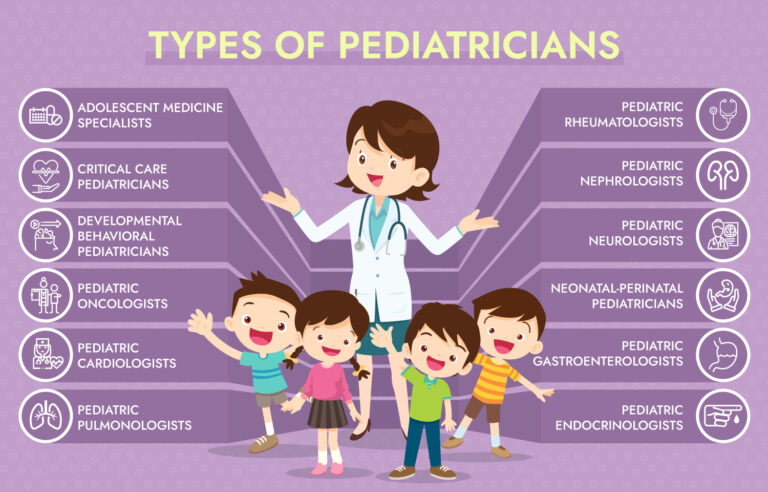 TYPES OF PEDIATRICIANS
ADOLESCENT MEDICINE
SPECIALISTS
CRITICAL CARE
PEDIATRICIANS
DEVELOPMENTAL
BEHAVIORAL
PEDIATRICIANS
PEDIATRIC
ONCOLOGISTS
PEDIATRIC
CARDIOLOGISTS
PEDIATRIC
PULMONOLOGISTS
PEDIATRIC
RHEUMATOLOGISTS
PEDIATRIC
NEPHROLOGISTS
PEDIATRIC
NEUROLOGISTS
NEONATAL-PERINATAL
PEDIATRICIANS
PEDIATRIC
GASTROENTEROLOGISTS
PEDIATRIC
ENDOCRINOLOGISTS